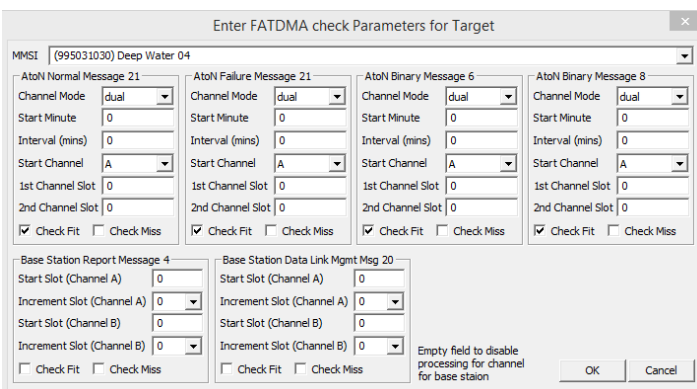 Enter FATDMA check Parameters for Target
MMSI (995031030) Deep Water 04
AtoN Normal Message 21
Channel Mode dual
Start Minute 0
Interval (mins) 0
Start Channel A
1st Channel Slot 0
2nd Channel Slot 0
Check Fit Check Miss
AtoN Failure Message 21
Channel Mode dual
Start Minute 0
Interval (mins) 0
Start Channel A
1st Channel Slot 0
2nd Channel Slot 0
Check Fit Check Miss
AtoN Binary Message 6
Channel Mode dual
Start Minute 0
Interval (mins) 0
Start Channel A
1st Channel Slot 0
2nd Channel Slot 0
Check Fit Check Miss
AtoN Binary Message 8
Channel Mode dual
Start Minute 0
Interval (mins) 0
Start Channel A
1st Channel Slot 0
2nd Channel Slot 0
Check Fit Check Miss
Base Station Report Message 4
Start Slot (Channel A) 0
Increment Slot (Channel A) 0
Start Slot (Channel B) 0
Increment Slot (Channel B) 0
Check Fit Check Miss
Base Station Data Link Mgmt Msg 20
Start Slot (Channel A) 0
Increment Slot (Channel A) 0
Start Slot (Channel B) 0
Increment Slot (Channel B) 0
Check Fit Check Miss
Empty field to disable
processing for channel
for base staion
OK Cancel